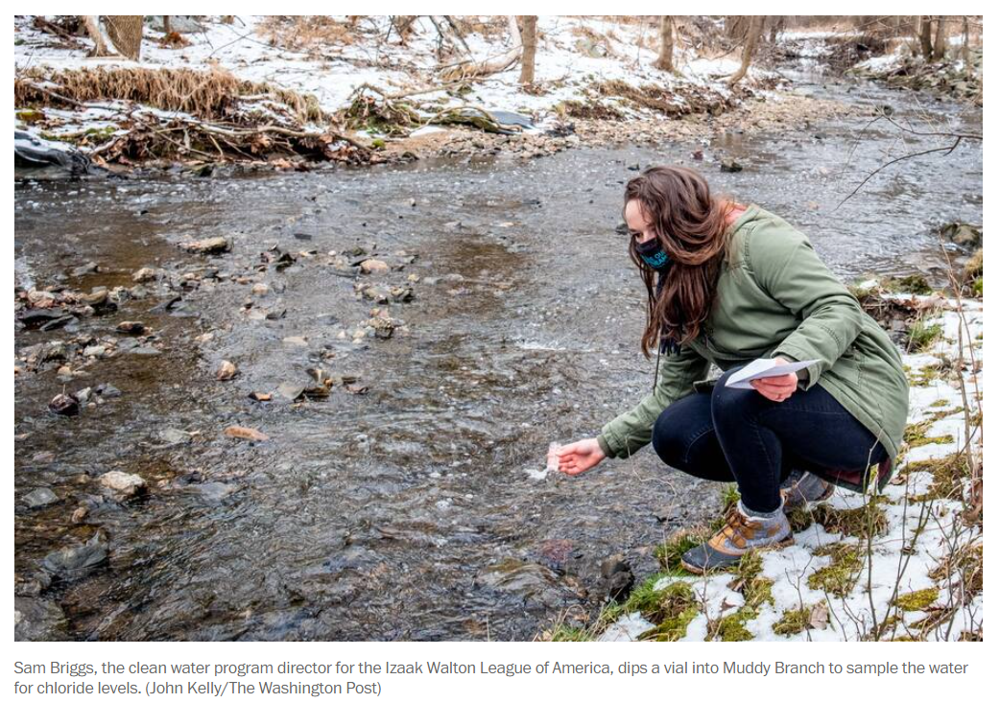 Sam Briggs, the clean water program director for the Izaak Walton League of America, dips a vial into Muddy Branch to sample the water
for chloride levels. (John Kelly/The Washington Post)